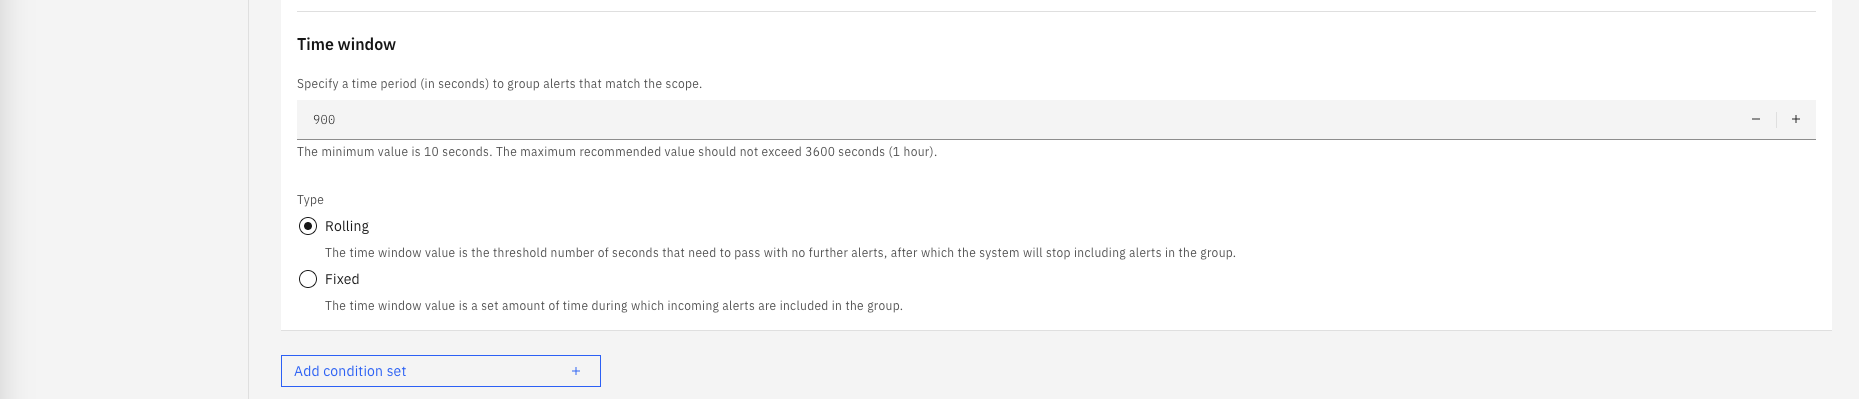 Time window
Specify a time period (in seconds) to group alerts that match the scope.
900
The minimum value is 10 seconds. The maximum recommended value should not exceed 3600 seconds (1 hour).
Type
Rolling
The time window value is the threshold number of seconds that need to pass with no further alerts, after which the system will stop including alerts in the group.
Fixed
The time window value is a set amount of time during which incoming alerts are included in the group.
Add condition set